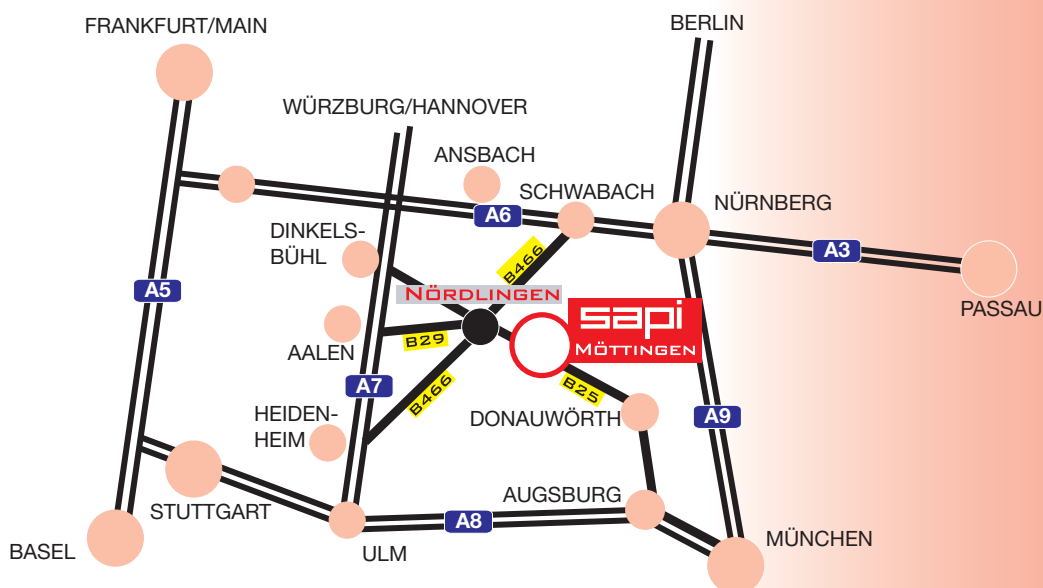 FRANKFURT/MAIN
BERLIN
WÜRZBURG/HANNOVER
ANSBACH
SCHWABACH
NÜRNBERG
A6
DINKELS-
BÜHL
B466
A3
A5
NÖRDLINGEN
PASSAU
sapi
MÖTTINGEN
B29
AALEN
A7
B466
B25
HEIDEN-
HEIM
DONAUWÖRTH
A9
STUTTGART
AUGSBURG
A8
MÜNCHEN
BASEL
ULM